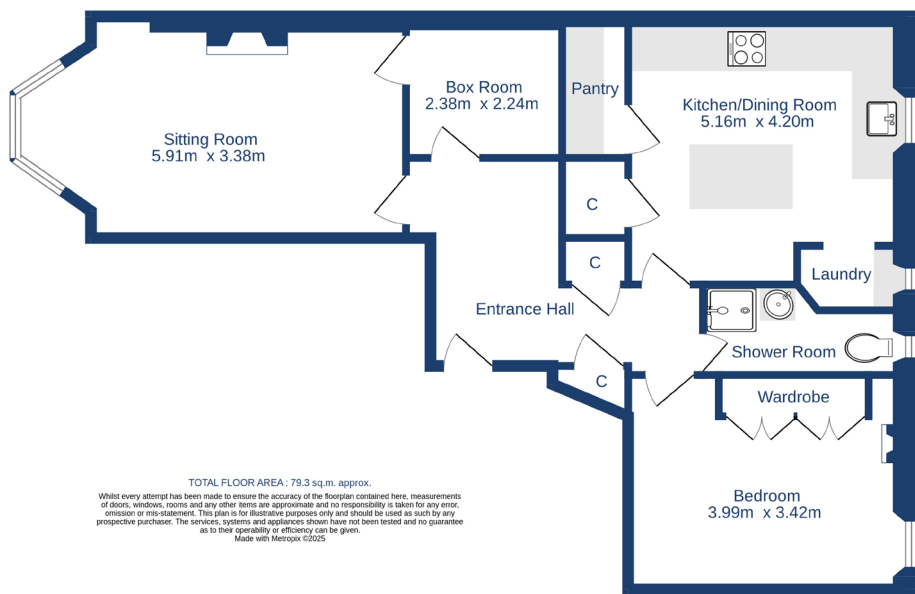 Sitting Room
5.91m x 3.38m
Box Room
2.38m x 2.24m
Pantry
Kitchen/Dining Room
5.16m x 4.20m
C
C
Laundry
Entrance Hall
Shower Room
C
Wardrobe
Bedroom
3.99m x 3.42m
TOTAL FLOOR AREA : 79.3 sq.m. approx.
Whilst every attempt has been made to ensure the accuracy of the floorplan contained here, measurements
of doors, windows, rooms and any other items are approximate and no responsibility is taken for any error,
omission or mis-statement. This plan is for illustrative purposes only and should be used as such by any
prospective purchaser. The services, systems and appliances shown have not been tested and no guarantee
as to their operability or efficiency can be given.
Made with Metropix ©2025